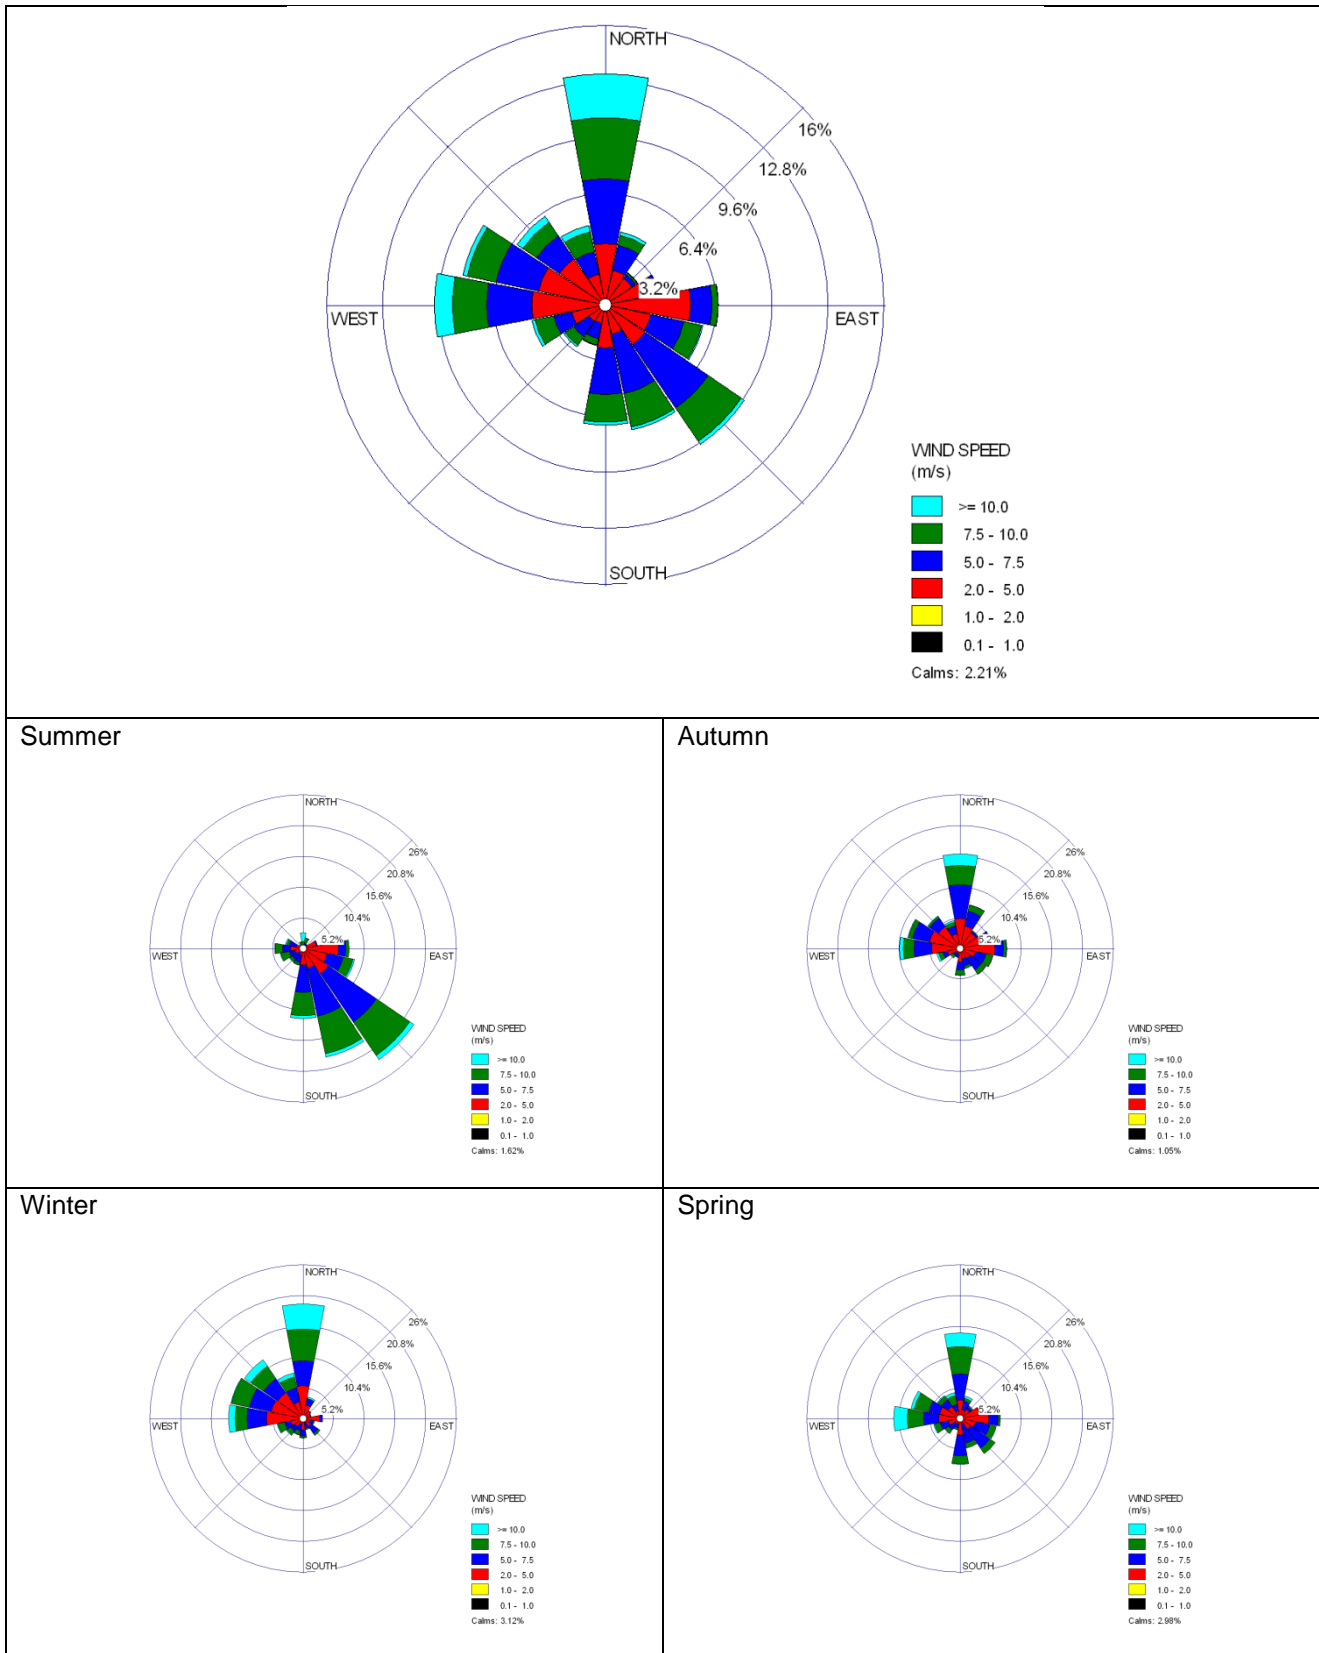 NORTH
16%
12.8%
9.6%
6.4%
3.2%
WEST
EAST
SOUTH
WIND SPEED
(m/s)
>= 10.0
7.5 - 10.0
5.0 - 7.5
2.0 - 5.0
1.0 - 2.0
0.1 - 1.0
Calms: 2.21%
Summer
NORTH
26%
20.8%
15.6%
10.4%
5.2%
WEST
EAST
SOUTH
WIND SPEED
(m/s)
>= 10.0
7.5 - 10.0
5.0 - 7.5
2.0 - 5.0
1.0 - 2.0
0.1 - 1.0
Calms: 1.62%
Autumn
NORTH
26%
20.8%
15.6%
10.4%
5.2%
WEST
EAST
SOUTH
WIND SPEED
(m/s)
>= 10.0
7.5 - 10.0
5.0 - 7.5
2.0 - 5.0
1.0 - 2.0
0.1 - 1.0
Calms: 1.05%
Winter
NORTH
26%
20.8%
15.6%
10.4%
5.2%
WEST
EAST
SOUTH
WIND SPEED
(m/s)
>= 10.0
7.5 - 10.0
5.0 - 7.5
2.0 - 5.0
1.0 - 2.0
0.1 - 1.0
Calms: 3.12%
Spring
NORTH
26%
20.8%
15.6%
10.4%
5.2%
WEST
EAST
SOUTH
WIND SPEED
(m/s)
>= 10.0
7.5 - 10.0
5.0 - 7.5
2.0 - 5.0
1.0 - 2.0
0.1 - 1.0
Calms: 2.98%